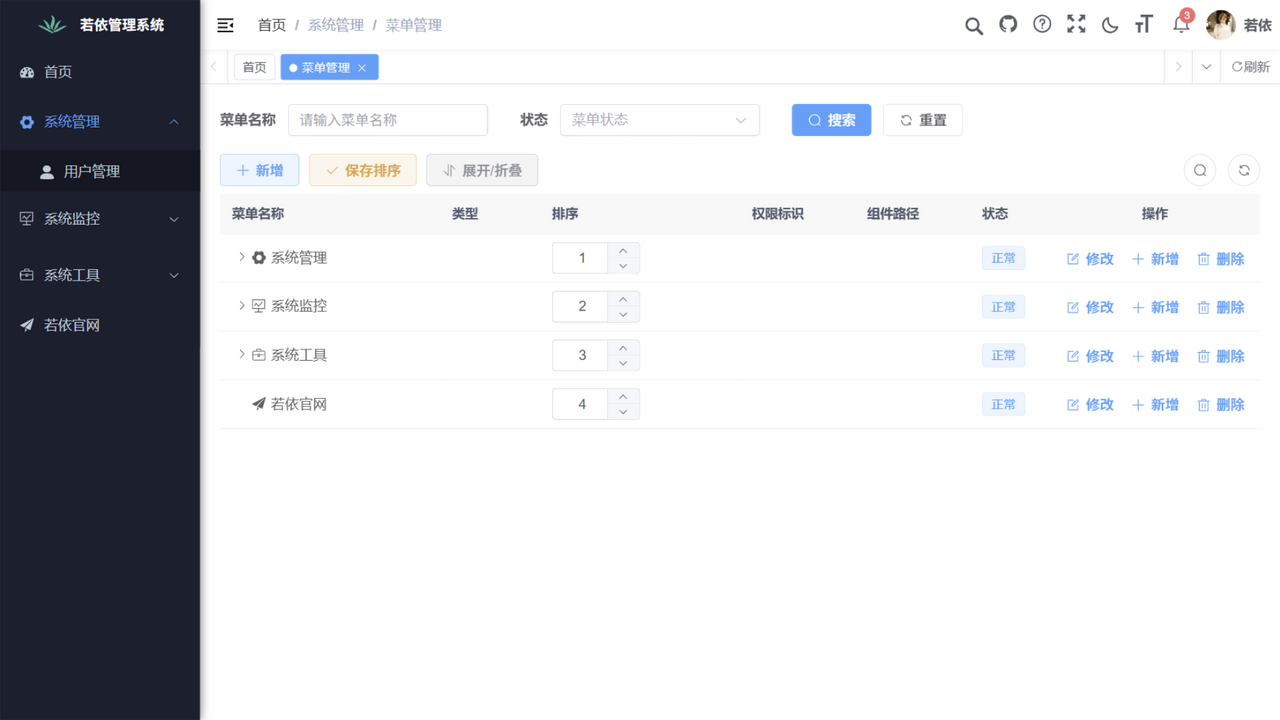 若依管理系统
首页 / 系统管理 / 菜单管理
3
若依
首页
系统管理
用户管理
系统监控
系统工具
若依官网
首页 菜单管理
刷新
菜单名称 请输入菜单名称 状态 菜单状态 搜索 重置
新增 保存排序 展开/折叠
菜单名称 类型 排序 权限标识 组件路径 状态 操作
系统管理 1 正常 修改 新增 删除
系统监控 2 正常 修改 新增 删除
系统工具 3 正常 修改 新增 删除
若依官网 4 正常 修改 新增 删除